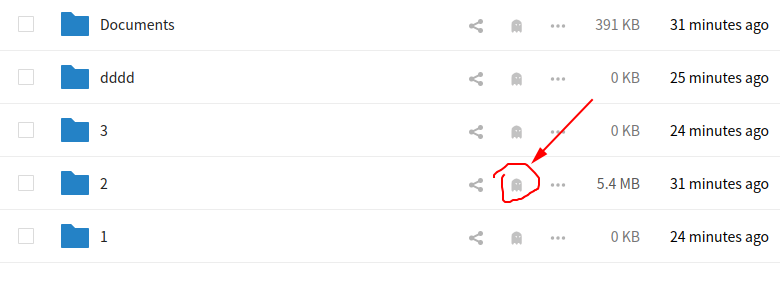 Documents 391 KB 31 minutes ago
dddd 0 KB 25 minutes ago
3 0 KB 24 minutes ago
2 5.4 MB 31 minutes ago
1 0 KB 24 minutes ago